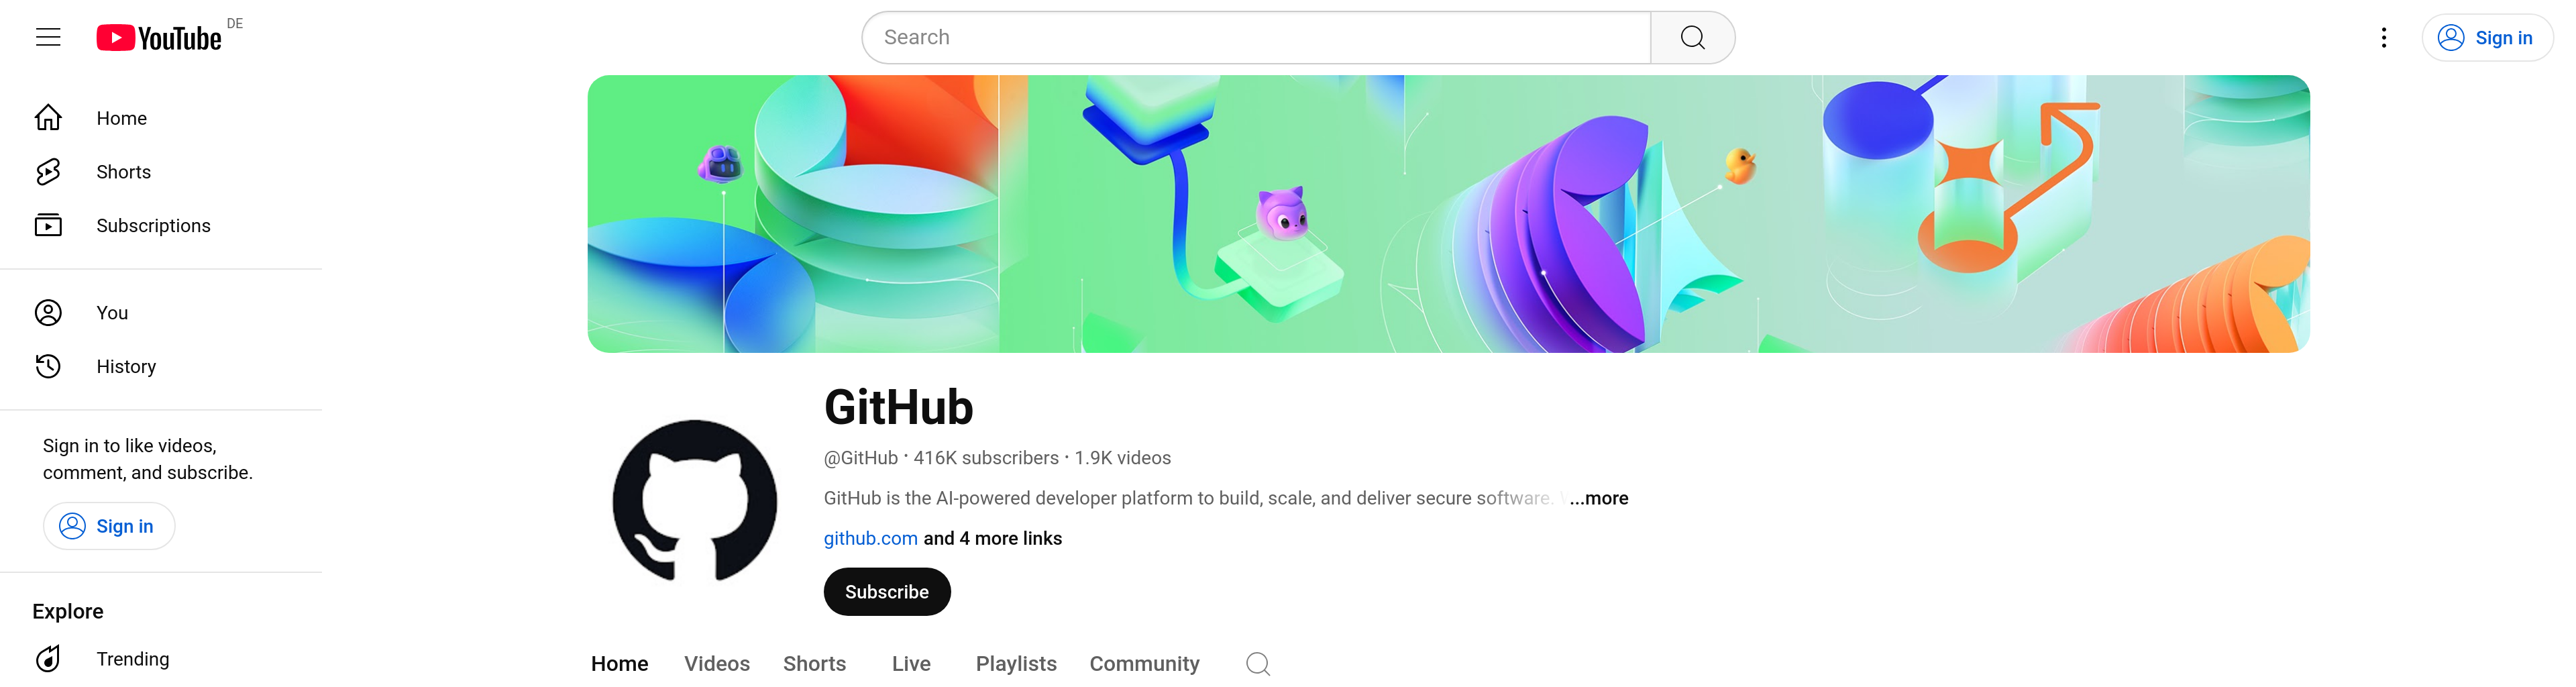 YouTube DE
Search
Sign in
Home
Shorts
Subscriptions
You
History
Sign in to like videos,
comment, and subscribe.
Sign in
Explore
Trending
GitHub
@GitHub · 416K subscribers · 1.9K videos
GitHub is the AI-powered developer platform to build, scale, and deliver secure software. ...more
github.com and 4 more links
Subscribe
Home Videos Shorts Live Playlists Community